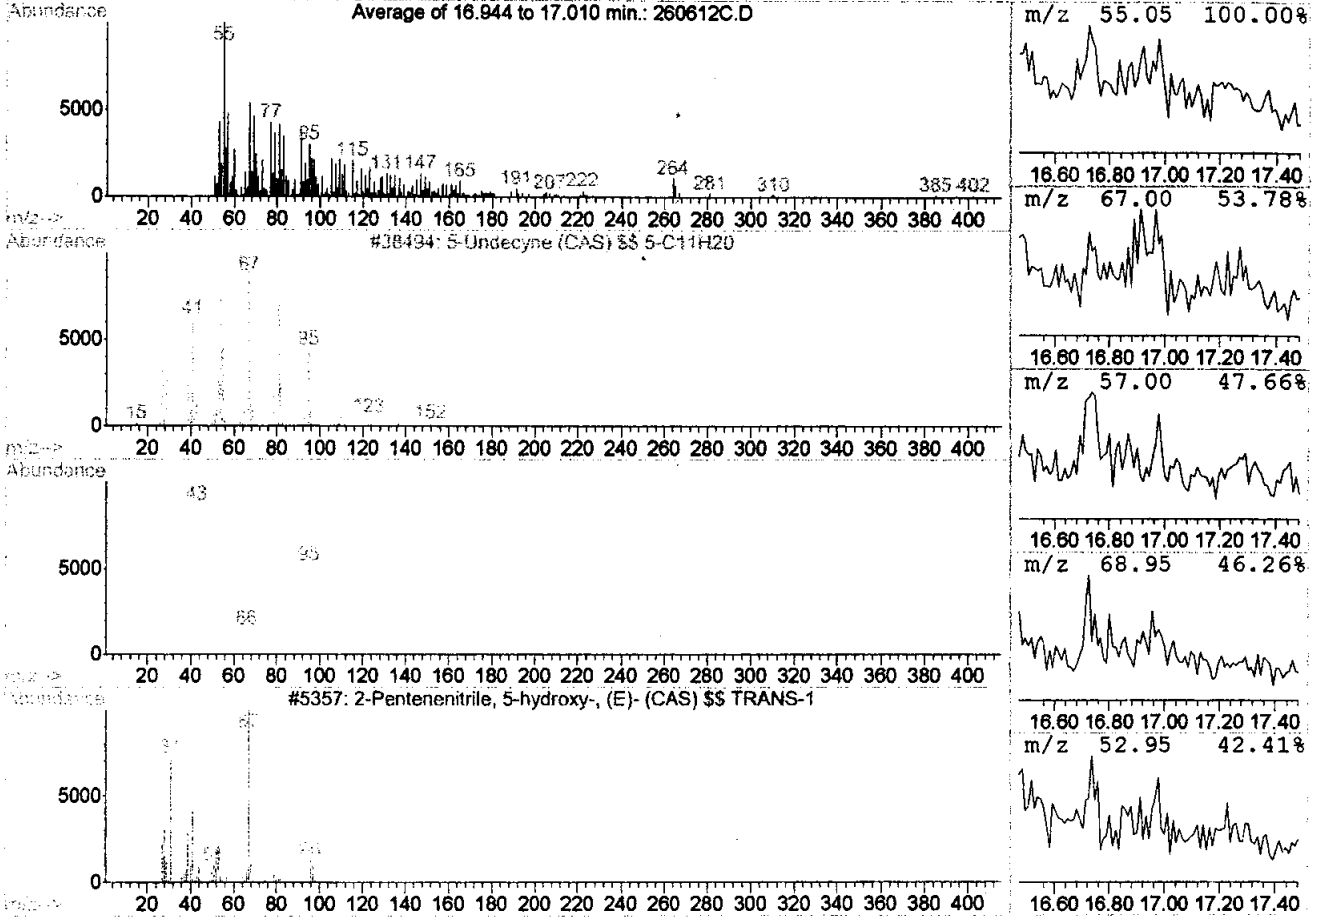 Abundance
Average of 16.944 to 17.010 min.: 260612C.D
55
5000
77
95
115
131 147
165
191 207 222
264
281
310
385 402
0
m/z-->
20 40 60 80 100 120 140 160 180 200 220 240 260 280 300 320 340 360 380 400
Abundance
#38494: 5-Undecyne (CAS) $$ 5-C11H20
67
41
5000
95
15
123
152
0
m/z-->
20 40 60 80 100 120 140 160 180 200 220 240 260 280 300 320 340 360 380 400
Abundance
43
95
5000
66
0
m/z-->
20 40 60 80 100 120 140 160 180 200 220 240 260 280 300 320 340 360 380 400
Abundance
#5357: 2-Pentenenitrile, 5-hydroxy-, (E)- (CAS) $$ TRANS-1
31
5000
0
m/z-->
20 40 60 80 100 120 140 160 180 200 220 240 260 280 300 320 340 360 380 400
m/z 55.05 100.00%
16.60 16.80 17.00 17.20 17.40
m/z 67.00 53.78%
16.60 16.80 17.00 17.20 17.40
m/z 57.00 47.66%
16.60 16.80 17.00 17.20 17.40
m/z 68.95 46.26%
16.60 16.80 17.00 17.20 17.40
m/z 52.95 42.41%
16.60 16.80 17.00 17.20 17.40